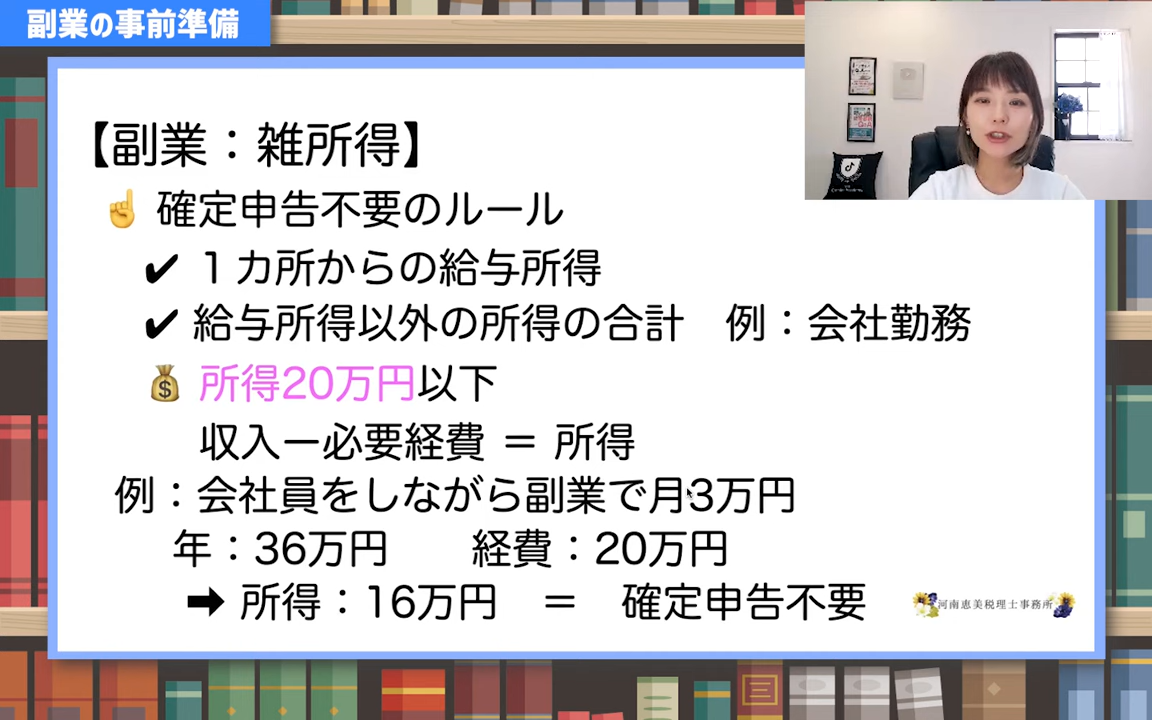 副業の事前準備
【副業：雑所得】
☝ 確定申告不要のルール
✔ １カ所からの給与所得
✔ 給与所得以外の所得の合計　例：会社勤務
💰 所得20万円以下
収入ー必要経費 ＝ 所得
例：会社員をしながら副業で月3万円
年：36万円　　経費：20万円
➡ 所得：16万円　＝　確定申告不要
河南恵美税理士事務所